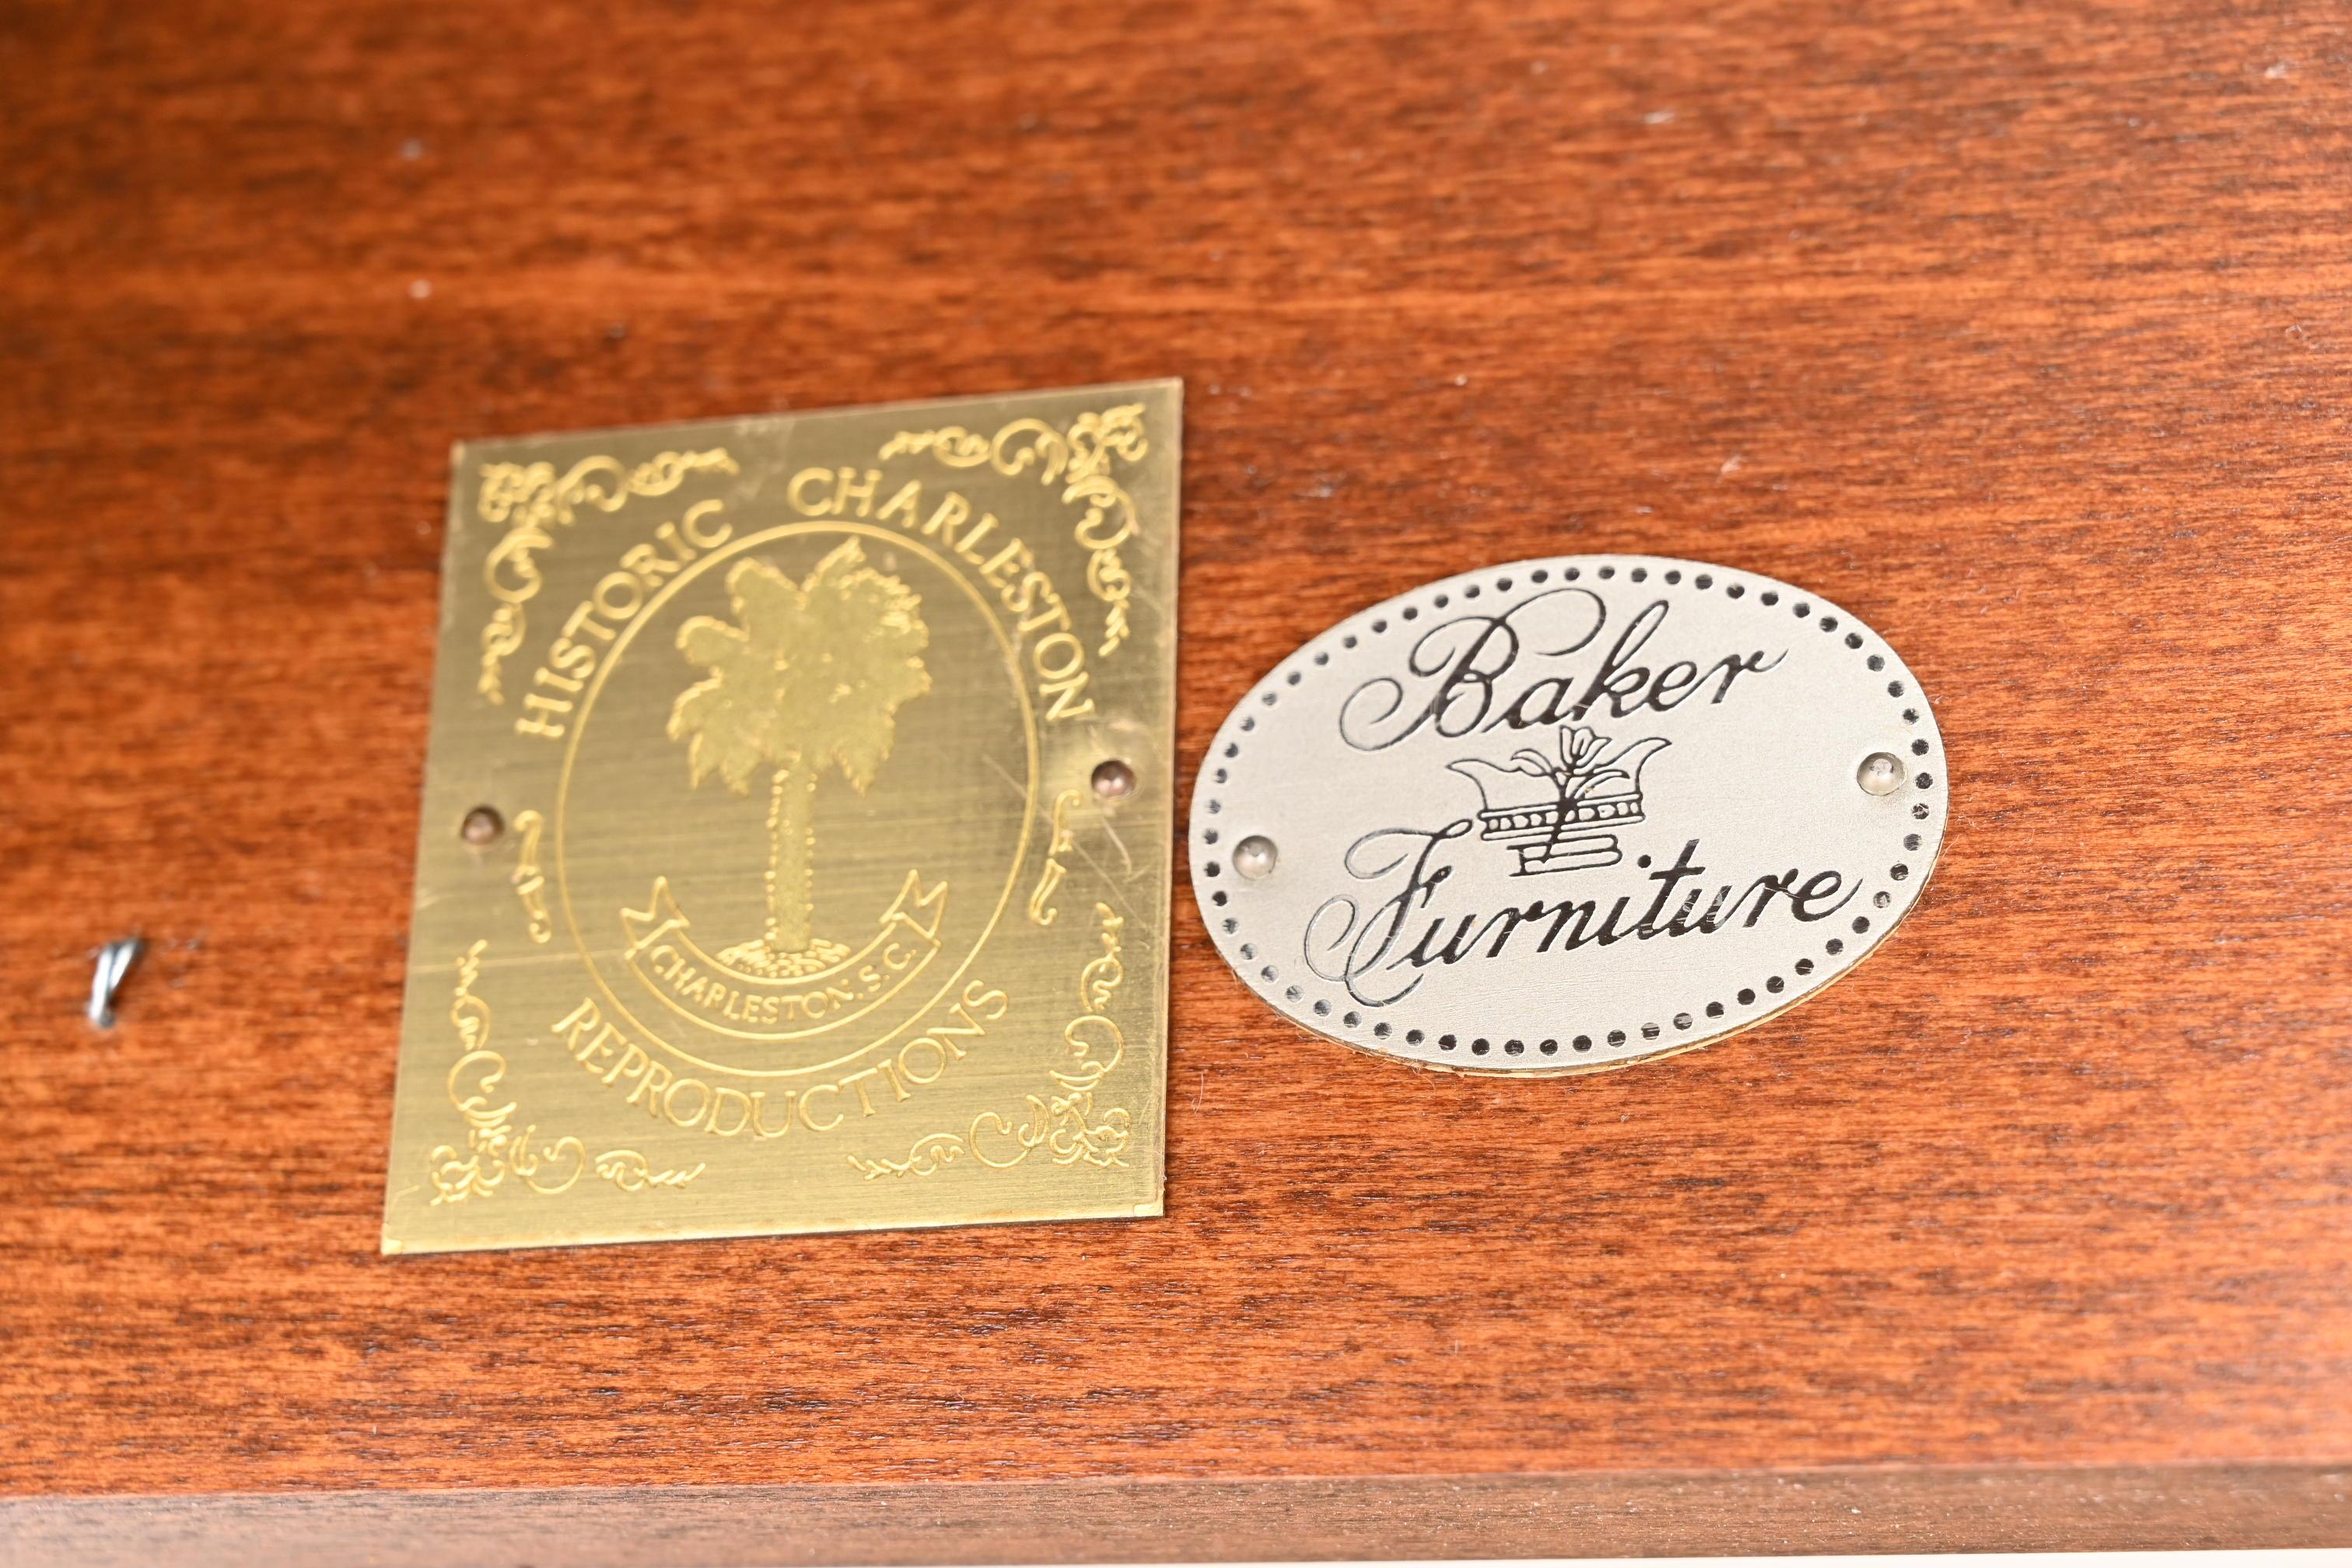 HISTORIC CHARLESTON
CHARLESTON, S.C.
REPRODUCTIONS
Baker
Furniture